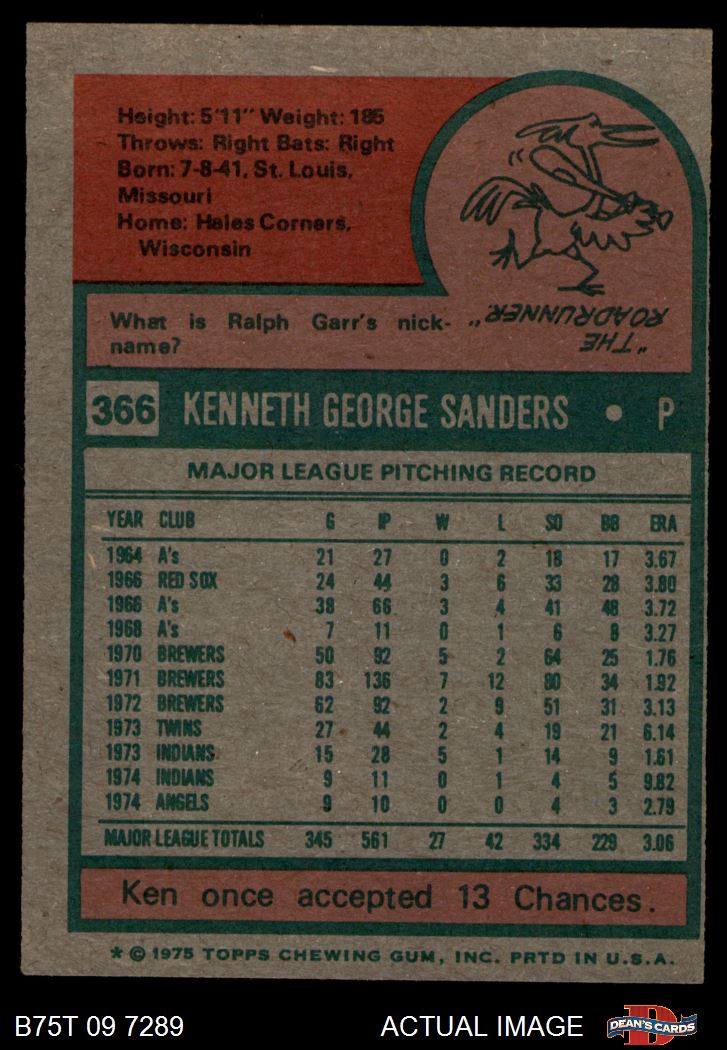 Height: 5'11" Weight: 185
Throws: Right Bats: Right
Born: 7-8-41, St. Louis,
Missouri
Home: Hales Corners,
Wisconsin
What is Ralph Garr's nick-
name?
"THE
ROADRUNNER."
366 KENNETH GEORGE SANDERS • P
MAJOR LEAGUE PITCHING RECORD
YEAR CLUB G IP W L SO BB ERA
1964 A's 21 27 0 2 18 17 3.67
1966 RED SOX 24 44 3 6 33 28 3.80
1966 A's 38 66 3 4 41 48 3.72
1968 A's 7 11 0 1 6 8 3.27
1970 BREWERS 50 92 5 2 64 25 1.76
1971 BREWERS 83 136 7 12 80 34 1.92
1972 BREWERS 62 92 2 9 51 31 3.13
1973 TWINS 27 44 2 4 19 21 6.14
1973 INDIANS 15 28 5 1 14 9 1.61
1974 INDIANS 9 11 0 1 4 5 9.82
1974 ANGELS 9 10 0 0 4 3 2.79
MAJOR LEAGUE TOTALS 345 561 27 42 334 229 3.06
Ken once accepted 13 Chances.
* © 1975 TOPPS CHEWING GUM, INC. PRTD IN U.S.A.
B75T 09 7289 ACTUAL IMAGE D DEAN'S CARDS